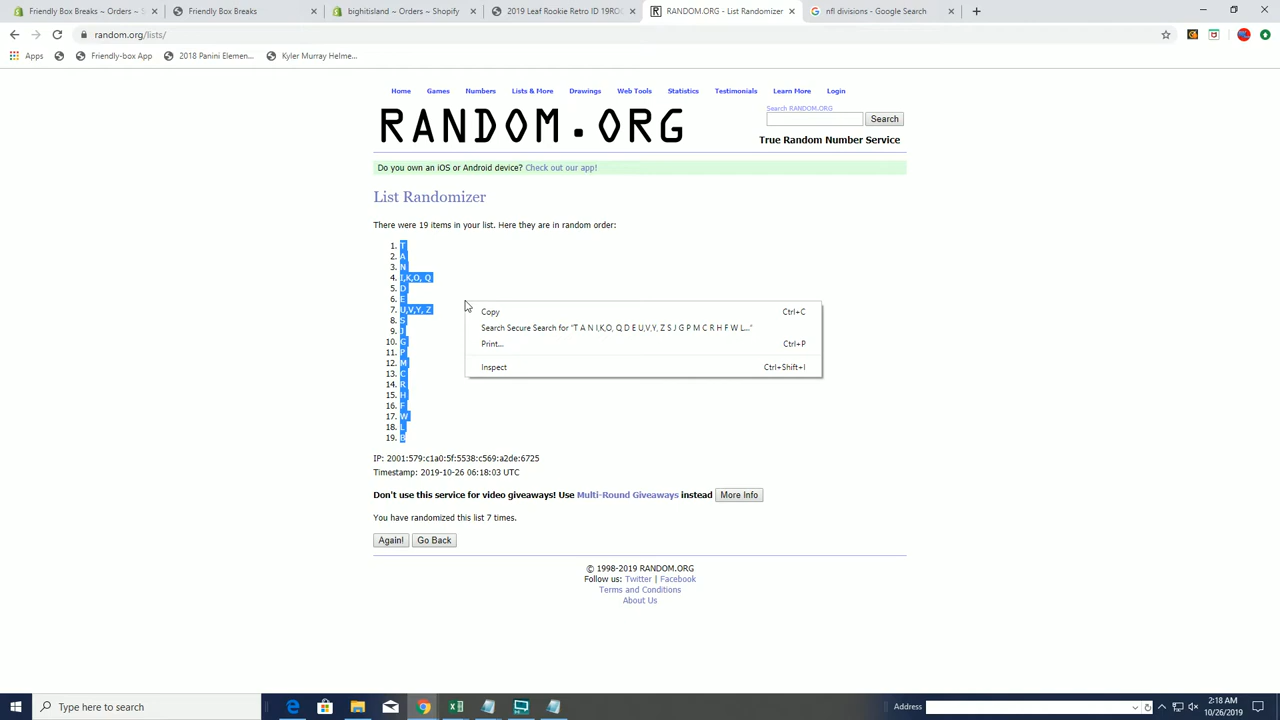 Friendly Box Breaks ~ Orders ~ S
Friendly Box Breaks
bighitisland ~ Orders ~ Shopify
2019 Leaf Rookie Retro ID 19ROO
RANDOM.ORG - List Randomizer
nfl divisions - Google Search
random.org/lists/
Apps
Friendly-box App
2018 Panini Elemen...
Kyler Murray Helme...
Home
Games
Numbers
Lists & More
Drawings
Web Tools
Statistics
Testimonials
Learn More
Login
RANDOM.ORG
Search RANDOM.ORG
Search
True Random Number Service
Do you own an iOS or Android device? Check out our app!
List Randomizer
There were 19 items in your list. Here they are in random order:
1. T
2. A
3. N
4. I,K,O, Q
5. D
6. E
7. U,V,Y, Z
8. S
9. J
10. G
11. P
12. M
13. C
14. R
15. H
16. F
17. W
18. L
19. B
Copy Ctrl+C
Search Secure Search for "T A N I,K,O, Q D E U,V,Y, Z S J G P M C R H F W L..."
Print... Ctrl+P
Inspect Ctrl+Shift+I
IP: 2001:579:c1a0:5f:5538:c569:a2de:6725
Timestamp: 2019-10-26 06:18:03 UTC
Don't use this service for video giveaways! Use Multi-Round Giveaways instead More Info
You have randomized this list 7 times.
Again! Go Back
© 1998-2019 RANDOM.ORG
Follow us: Twitter | Facebook
Terms and Conditions
About Us
Type here to search
Address
2:18 AM
10/26/2019